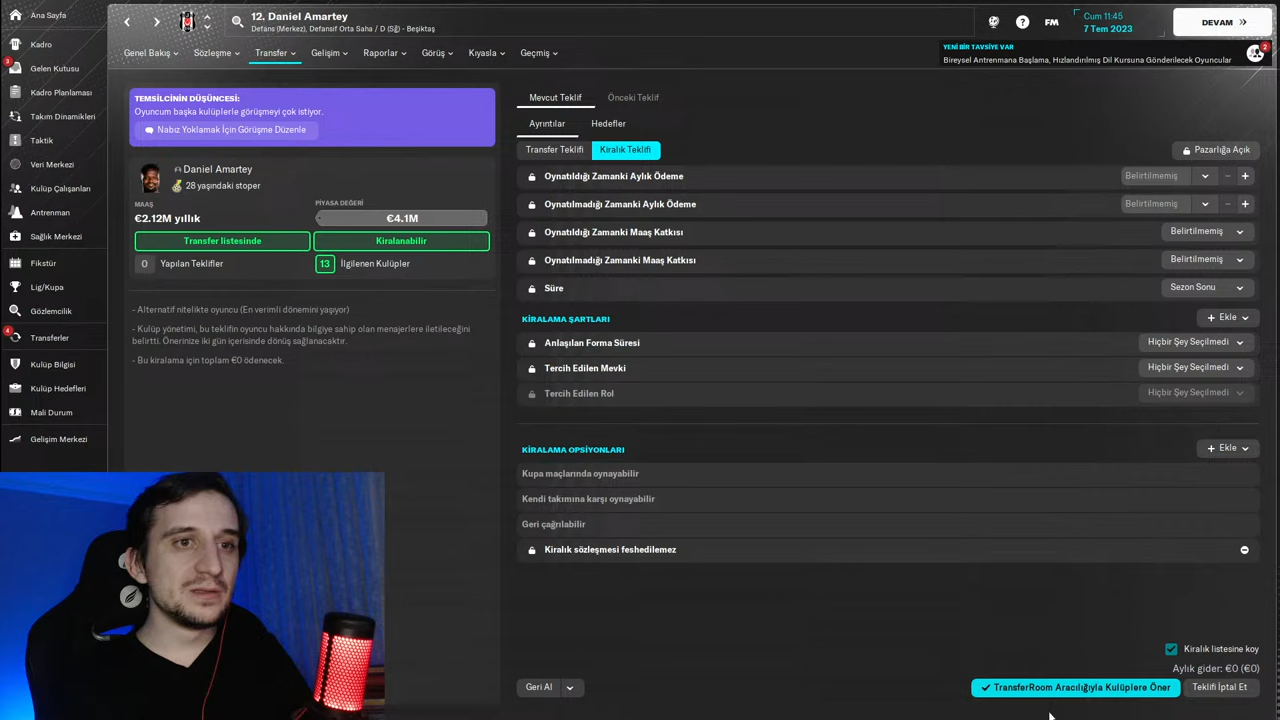 Ana Sayfa
Kadro
3
Gelen Kutusu
Kadro Planlaması
Takım Dinamikleri
Taktik
Veri Merkezi
Kulüp Çalışanları
Antrenman
Sağlık Merkezi
Fikstür
Lig/Kupa
Gözlemcilik
4
Transferler
Kulüp Bilgisi
Kulüp Hedefleri
Mali Durum
Gelişim Merkezi
12. Daniel Amartey
Defans (Merkez), Defansif Orta Saha / D (Sğ) - Beşiktaş
FM
Cum 11:45
7 Tem 2023
DEVAM
Genel Bakış
Sözleşme
Transfer
Gelişim
Raporlar
Görüş
Kıyasla
Geçmiş
YENİ BİR TAVSİYE VAR
Bireysel Antrenmana Başlama, Hızlandırılmış Dil Kursuna Gönderilecek Oyuncular
2
TEMSİLCİNİN DÜŞÜNCESİ:
Oyuncum başka kulüplerle görüşmeyi çok istiyor.
Nabız Yoklamak İçin Görüşme Düzenle
Daniel Amartey
28 yaşındaki stoper
MAAŞ
€2.12M yıllık
PİYASA DEĞERİ
€4.1M
Transfer listesinde
Kiralanabilir
0 Yapılan Teklifler
13 İlgilenen Kulüpler
- Alternatif nitelikte oyuncu (En verimli dönemini yaşıyor)
- Kulüp yönetimi, bu teklifin oyuncu hakkında bilgiye sahip olan menajerlere iletileceğini
belirtti. Önerinize iki gün içerisinde dönüş sağlanacaktır.
- Bu kiralama için toplam €0 ödenecek.
Mevcut Teklif
Önceki Teklif
Ayrıntılar
Hedefler
Transfer Teklifi
Kiralık Teklifi
Pazarlığa Açık
Oynatıldığı Zamanki Aylık Ödeme
Belirtilmemiş
Oynatılmadığı Zamanki Aylık Ödeme
Belirtilmemiş
Oynatıldığı Zamanki Maaş Katkısı
Belirtilmemiş
Oynatılmadığı Zamanki Maaş Katkısı
Belirtilmemiş
Süre
Sezon Sonu
KİRALAMA ŞARTLARI
Ekle
Anlaşılan Forma Süresi
Hiçbir Şey Seçilmedi
Tercih Edilen Mevki
Hiçbir Şey Seçilmedi
Tercih Edilen Rol
Hiçbir Şey Seçilmedi
KİRALAMA OPSİYONLARI
Ekle
Kupa maçlarında oynayabilir
Kendi takımına karşı oynayabilir
Geri çağrılabilir
Kiralık sözleşmesi feshedilemez
Kiralık listesine koy
Aylık gider: €0 (€0)
Geri Al
TransferRoom Aracılığıyla Kulüplere Öner
Teklifi İptal Et